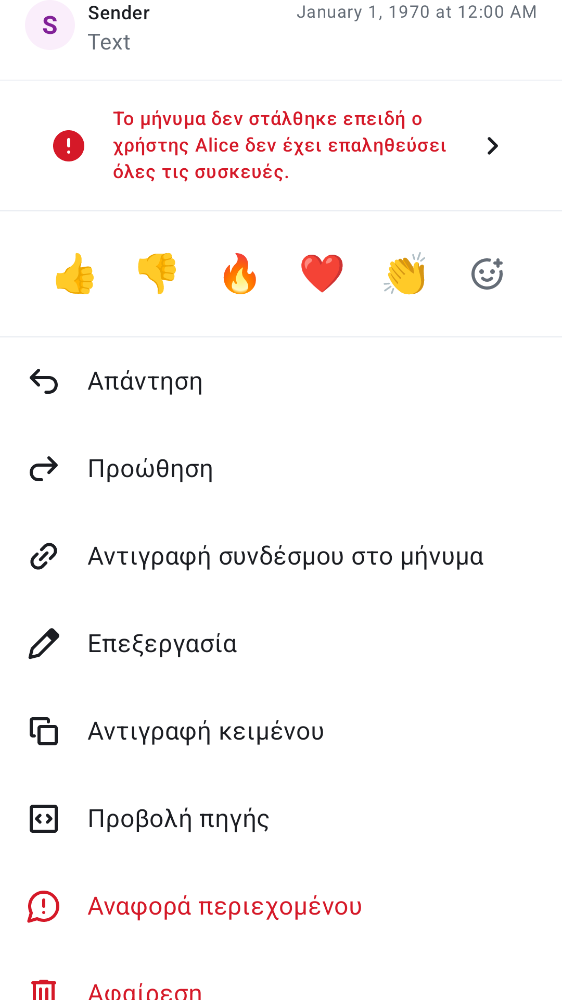 S
Sender
January 1, 1970 at 12:00 AM
Text
Το μήνυμα δεν στάλθηκε επειδή ο
χρήστης Alice δεν έχει επαληθεύσει
όλες τις συσκευές.
Απάντηση
Προώθηση
Αντιγραφή συνδέσμου στο μήνυμα
Επεξεργασία
Αντιγραφή κειμένου
Προβολή πηγής
Αναφορά περιεχομένου
Αφαίρεση